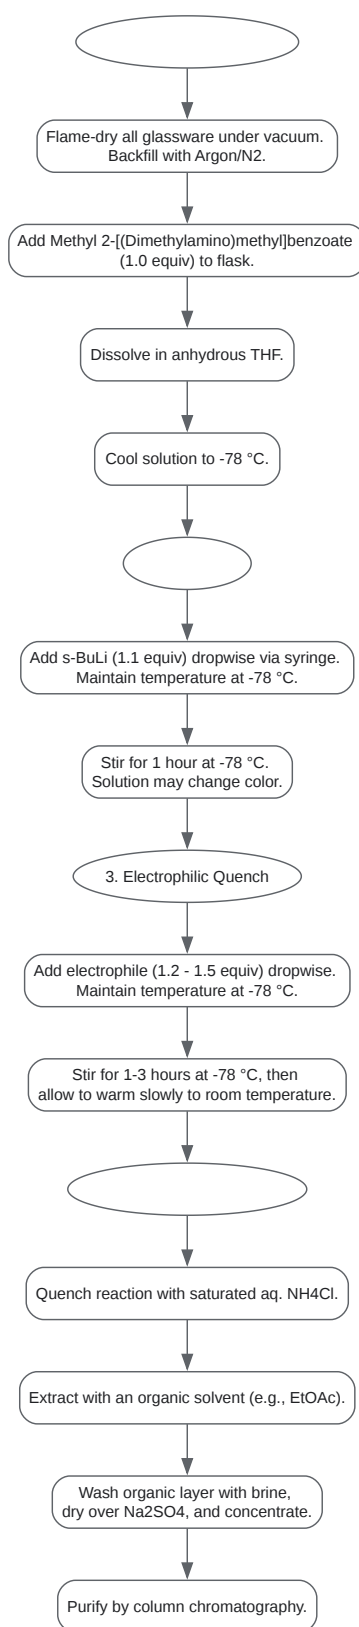 Flame-dry all glassware under vacuum.
Backfill with Argon/N2.
Add Methyl 2-[(Dimethylamino)methyl]benzoate
(1.0 equiv) to flask.
Dissolve in anhydrous THF.
Cool solution to -78 °C.
Add s-BuLi (1.1 equiv) dropwise via syringe.
Maintain temperature at -78 °C.
Stir for 1 hour at -78 °C.
Solution may change color.
3. Electrophilic Quench
Add electrophile (1.2 - 1.5 equiv) dropwise.
Maintain temperature at -78 °C.
Stir for 1-3 hours at -78 °C, then
allow to warm slowly to room temperature.
Quench reaction with saturated aq. NH4Cl.
Extract with an organic solvent (e.g., EtOAc).
Wash organic layer with brine,
dry over Na2SO4, and concentrate.
Purify by column chromatography.